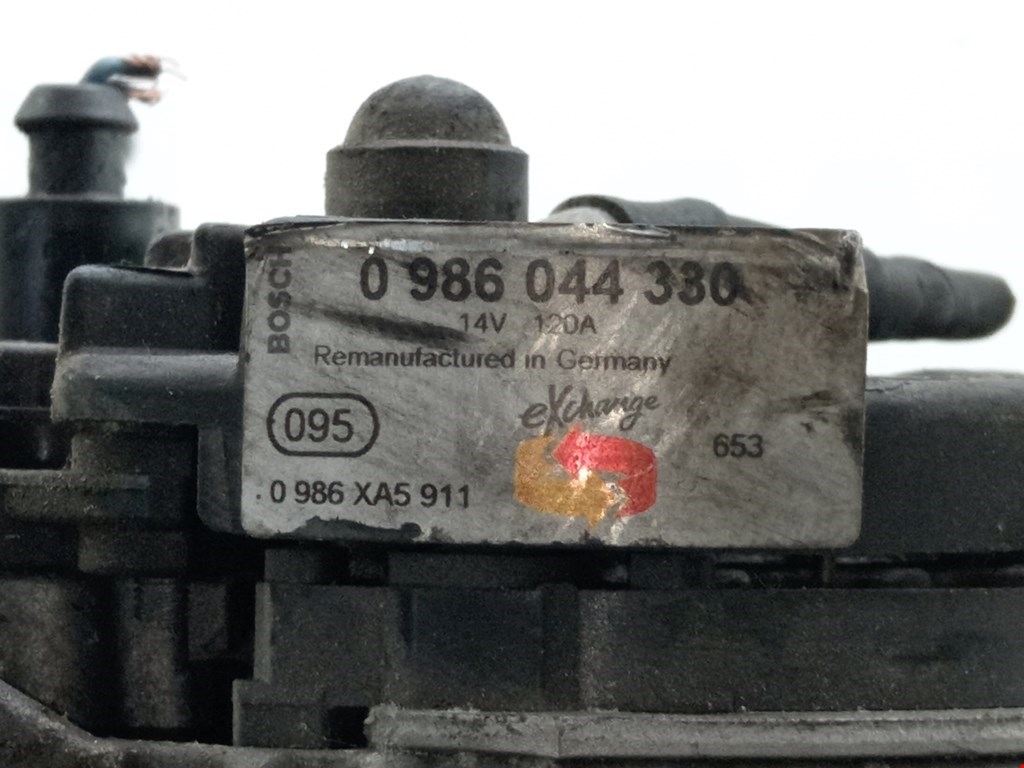 BOSCH
0 986 044 330
14V 120A
Remanufactured in Germany
eXchange
095
653
0 986 XA5 911